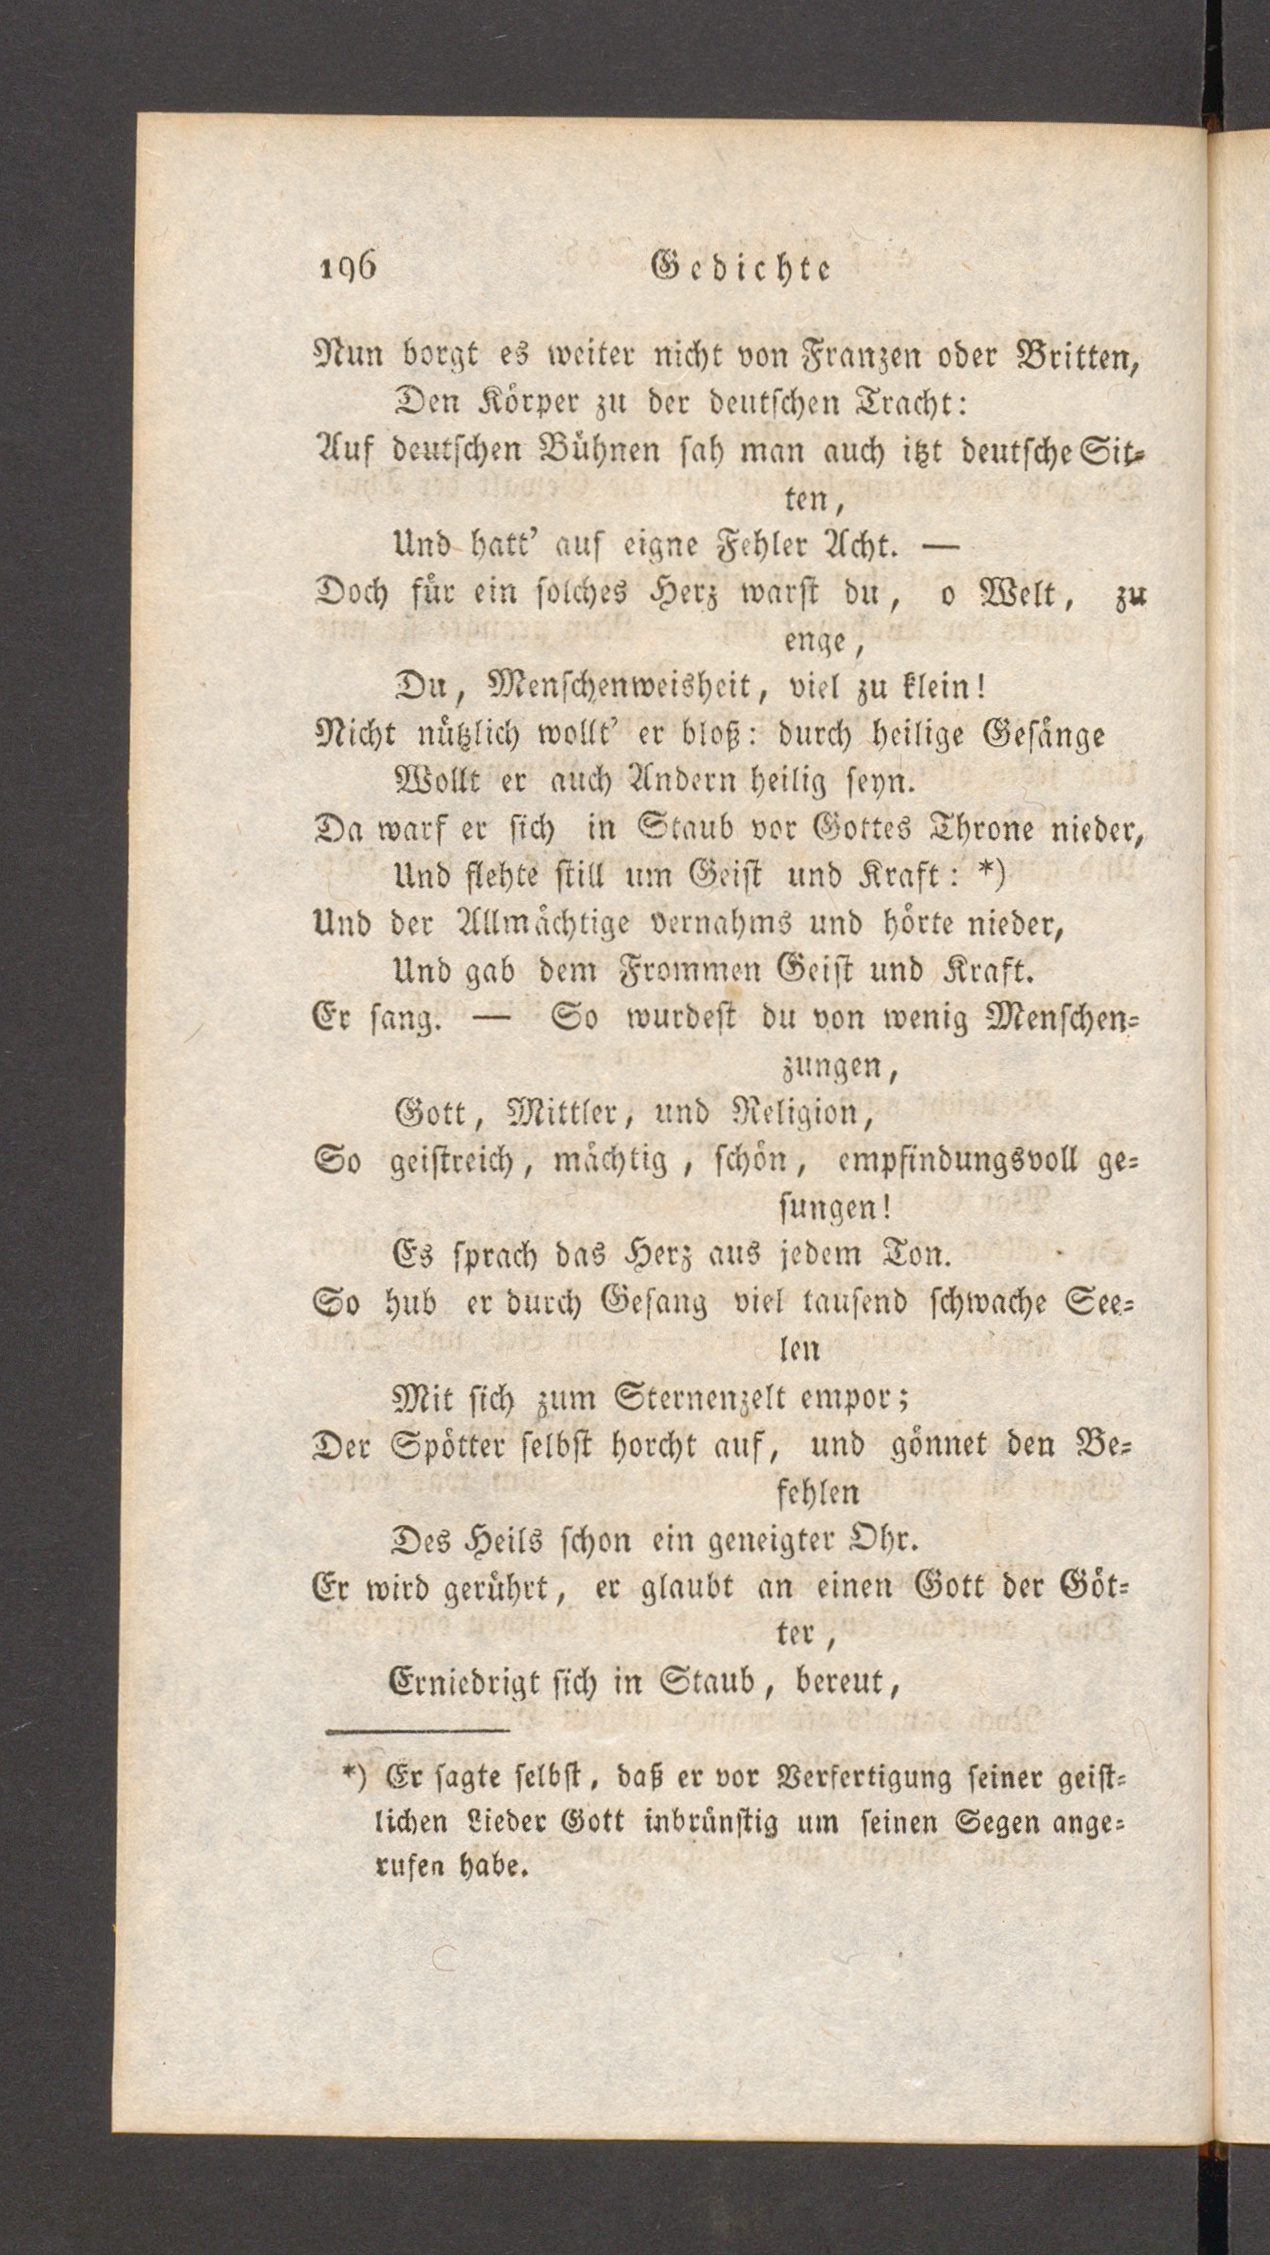 196 Gedichte
Nun borgt es weiter nicht von Franzen oder Britten,
Den Körper zu der deutſchen Tracht:
Auf deutſchen Bühnen ſah man auch itzt deutſche Sit-
ten,
Und hatt' auf eigne Fehler Acht. —
Doch für ein ſolches Herz warſt du, o Welt, zu
enge,
Du, Menſchenweisheit, viel zu klein!
Nicht nützlich wollt' er bloß: durch heilige Geſänge
Wollt er auch Andern heilig ſeyn.
Da warf er ſich in Staub vor Gottes Throne nieder,
Und flehte ſtill um Geiſt und Kraft: *)
Und der Allmächtige vernahms und hörte nieder,
Und gab dem Frommen Geiſt und Kraft.
Er ſang. — So wurdeſt du von wenig Menſchen-
zungen,
Gott, Mittler, und Religion,
So geiſtreich, mächtig, ſchön, empfindungsvoll ge-
ſungen!
Es ſprach das Herz aus jedem Ton.
So hub er durch Geſang viel tauſend ſchwache See-
len
Mit ſich zum Sternenzelt empor;
Der Spötter ſelbſt horcht auf, und gönnet den Be-
fehlen
Des Heils ſchon ein geneigter Ohr.
Er wird gerührt, er glaubt an einen Gott der Göt-
ter,
Erniedrigt ſich in Staub, bereut,
*) Er ſagte ſelbſt, daß er vor Verfertigung ſeiner geiſt-
lichen Lieder Gott inbrünſtig um ſeinen Segen ange-
rufen habe.